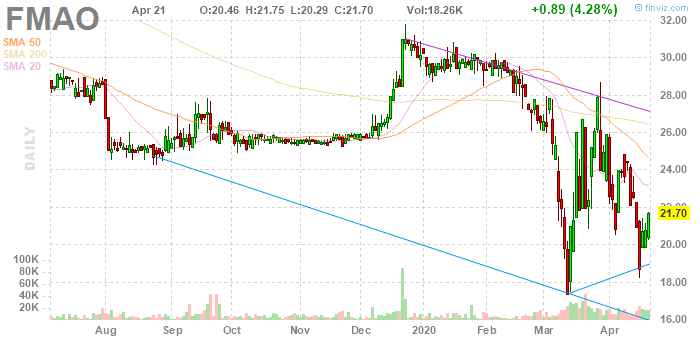 FMAO Apr 21 O:20.46 H:21.75 L:20.29 C:21.70 Vol:18.26K +0.89 (4.28%) © finviz.com
SMA 50
SMA 200
SMA 20
DAILY
32.00
30.00
28.00
26.00
24.00
22.00
21.70
20.00
18.00
16.00
100K
80K
60K
40K
20K
Aug Sep Oct Nov Dec 2020 Feb Mar Apr